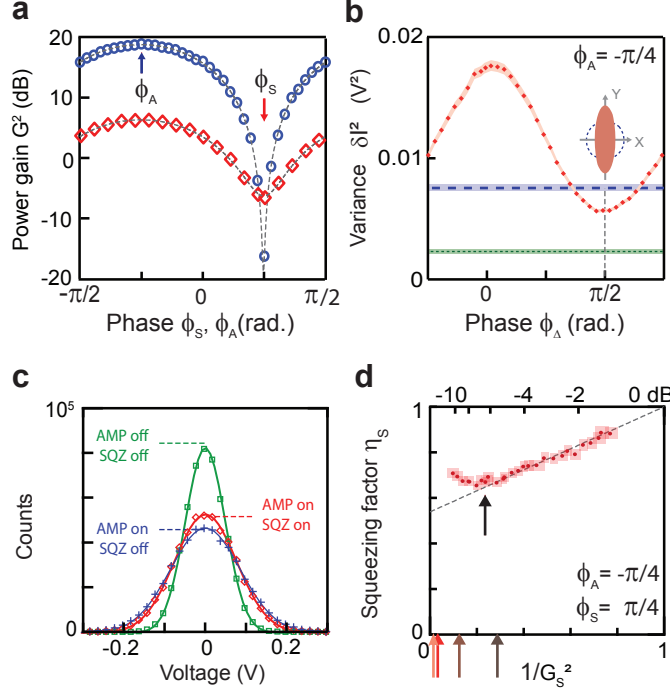 a
20
10
0
-10
-20
Power gain G² (dB)
ϕA
ϕS
-π/2
0
π/2
Phase ϕS, ϕA(rad.)
b
0.02
0.01
0
Variance δI² (V²)
ϕA= -π/4
Y
X
0
π/2
Phase ϕΔ (rad.)
c
10⁵
0
Counts
AMP off
SQZ off
AMP on
SQZ on
AMP on
SQZ off
-0.2
0
0.2
Voltage (V)
d
-10
-4
-2
0 dB
1
0
Squeezing factor ηS
ϕA = -π/4
ϕS = π/4
0
1
1/GS²